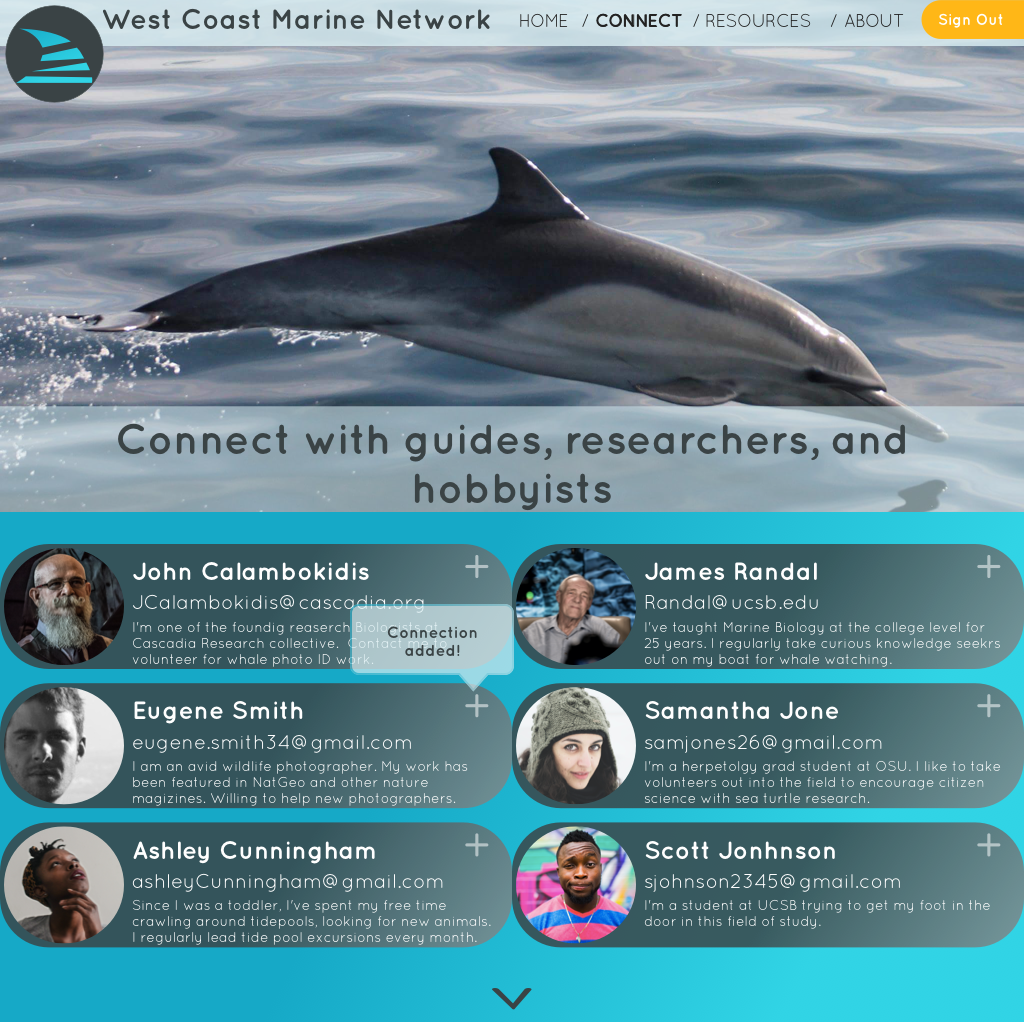 West Coast Marine Network
HOME / CONNECT / RESOURCES / ABOUT
Sign Out
Connect with guides, researchers, and
hobbyists
John Calambokidis
JCalambokidis@cascadia.org
I'm one of the foundig reaserch Biologists at
Cascadia Research collective. Contact me to
volunteer for whale photo ID work.
Connection
added!
James Randal
Randal@ucsb.edu
I've taught Marine Biology at the college level for
25 years. I regularly take curious knowledge seekrs
out on my boat for whale watching.
Eugene Smith
eugene.smith34@gmail.com
I am an avid wildlife photographer. My work has
been featured in NatGeo and other nature
magizines. Willing to help new photographers.
Samantha Jone
samjones26@gmail.com
I'm a herpetolgy grad student at OSU. I like to take
volunteers out into the field to encourage citizen
science with sea turtle research.
Ashley Cunningham
ashleyCunningham@gmail.com
Since I was a toddler, I've spent my free time
crawling around tidepools, looking for new animals.
I regularly lead tide pool excursions every month.
Scott Jonhnson
sjohnson2345@gmail.com
I'm a student at UCSB trying to get my foot in the
door in this field of study.